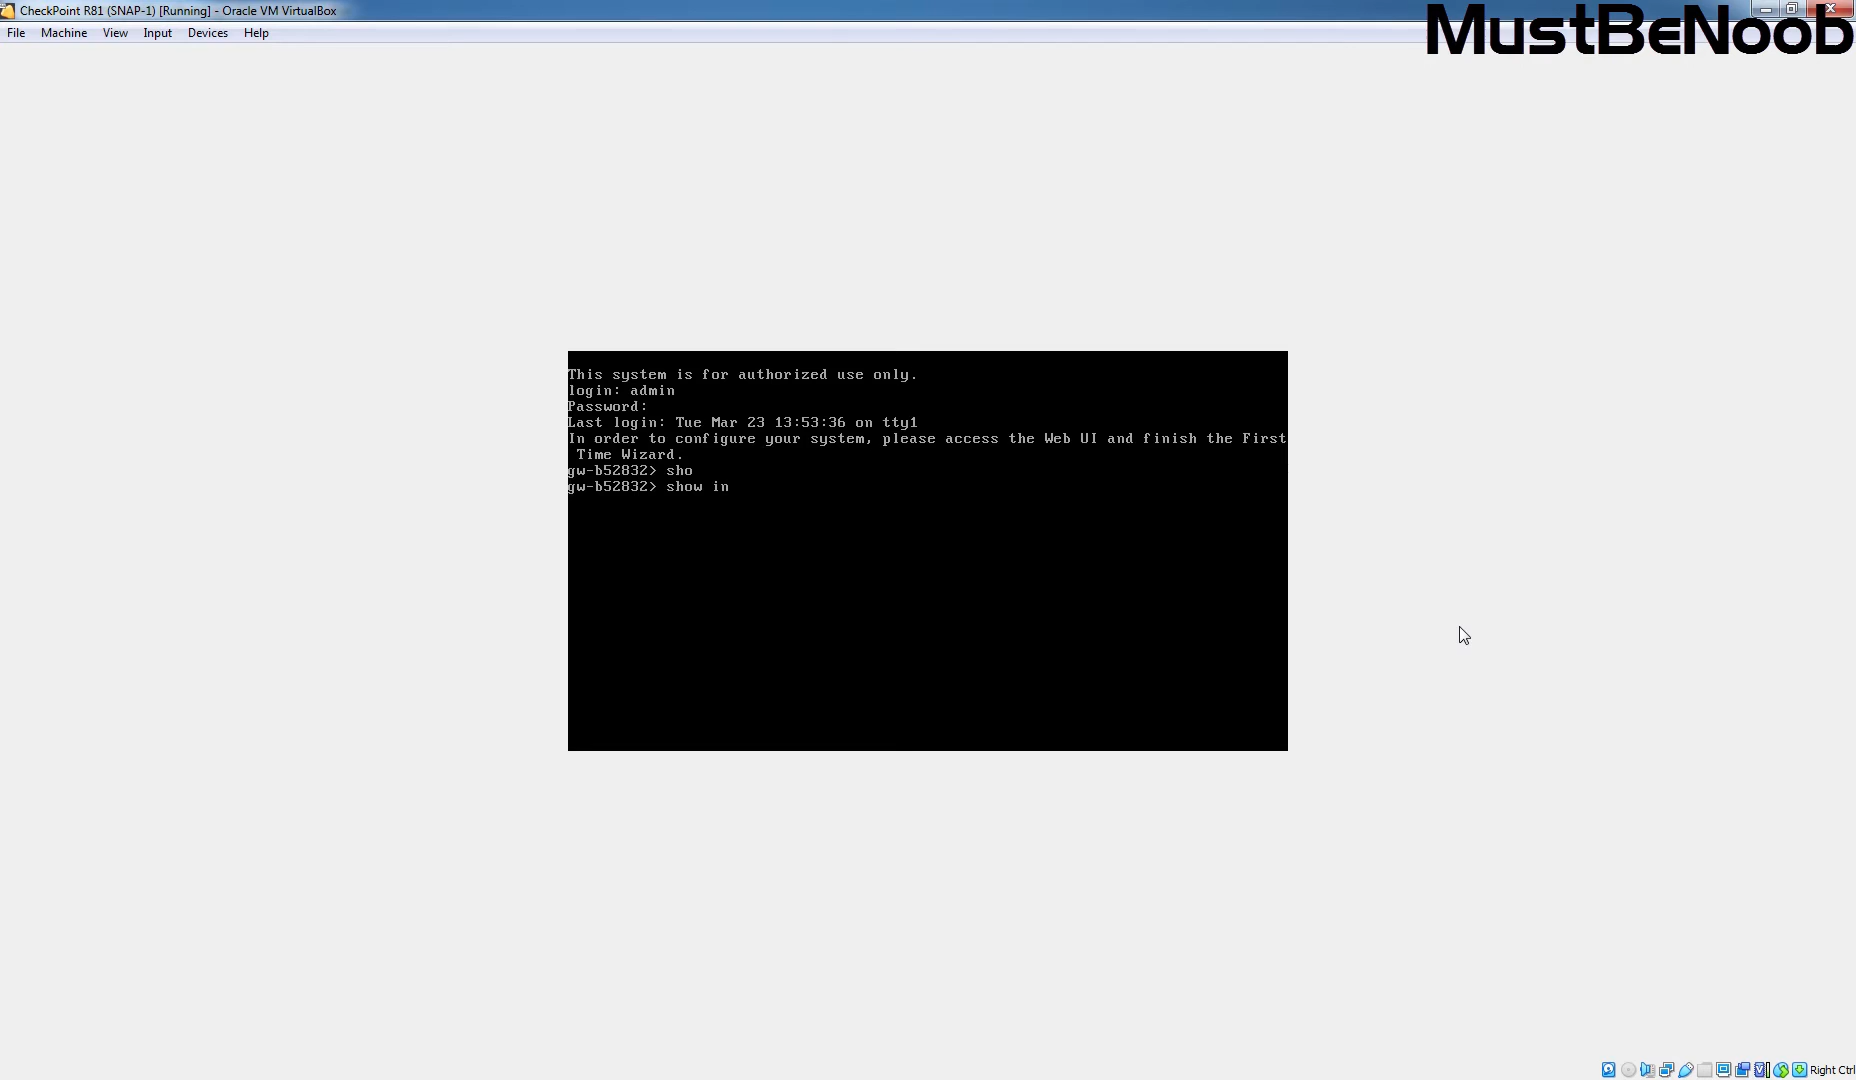 CheckPoint R81 (SNAP-1) [Running] - Oracle VM VirtualBox
File Machine View Input Devices Help
MustBeNoob
This system is for authorized use only.
login: admin
Password:
Last login: Tue Mar 23 13:53:36 on tty1
In order to configure your system, please access the Web UI and finish the First
Time Wizard.
gw-b52832> sho
gw-b52832> show in
Right Ctrl